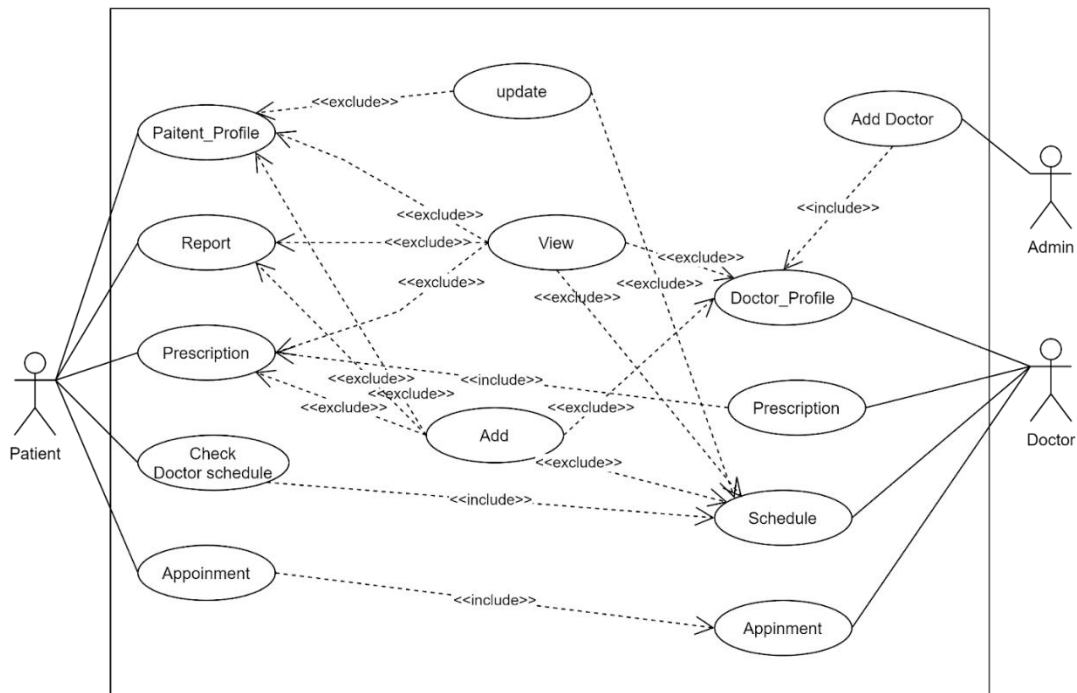 update
<<exclude>>
Paitent_Profile
Add Doctor
<<include>>
<<exclude>>
Admin
Report
<<exclude>>
View
<<exclude>>
<<exclude>>
<<exclude>>
<<exclude>>
Doctor_Profile
<<exclude>>
Prescription
<<include>>
<<exclude>>
<<exclude>>
<<exclude>>
<<exclude>>
Prescription
Patient
Doctor
Add
Check
Doctor schedule
<<exclude>>
<<include>>
Schedule
Appoinment
<<include>>
Appinment